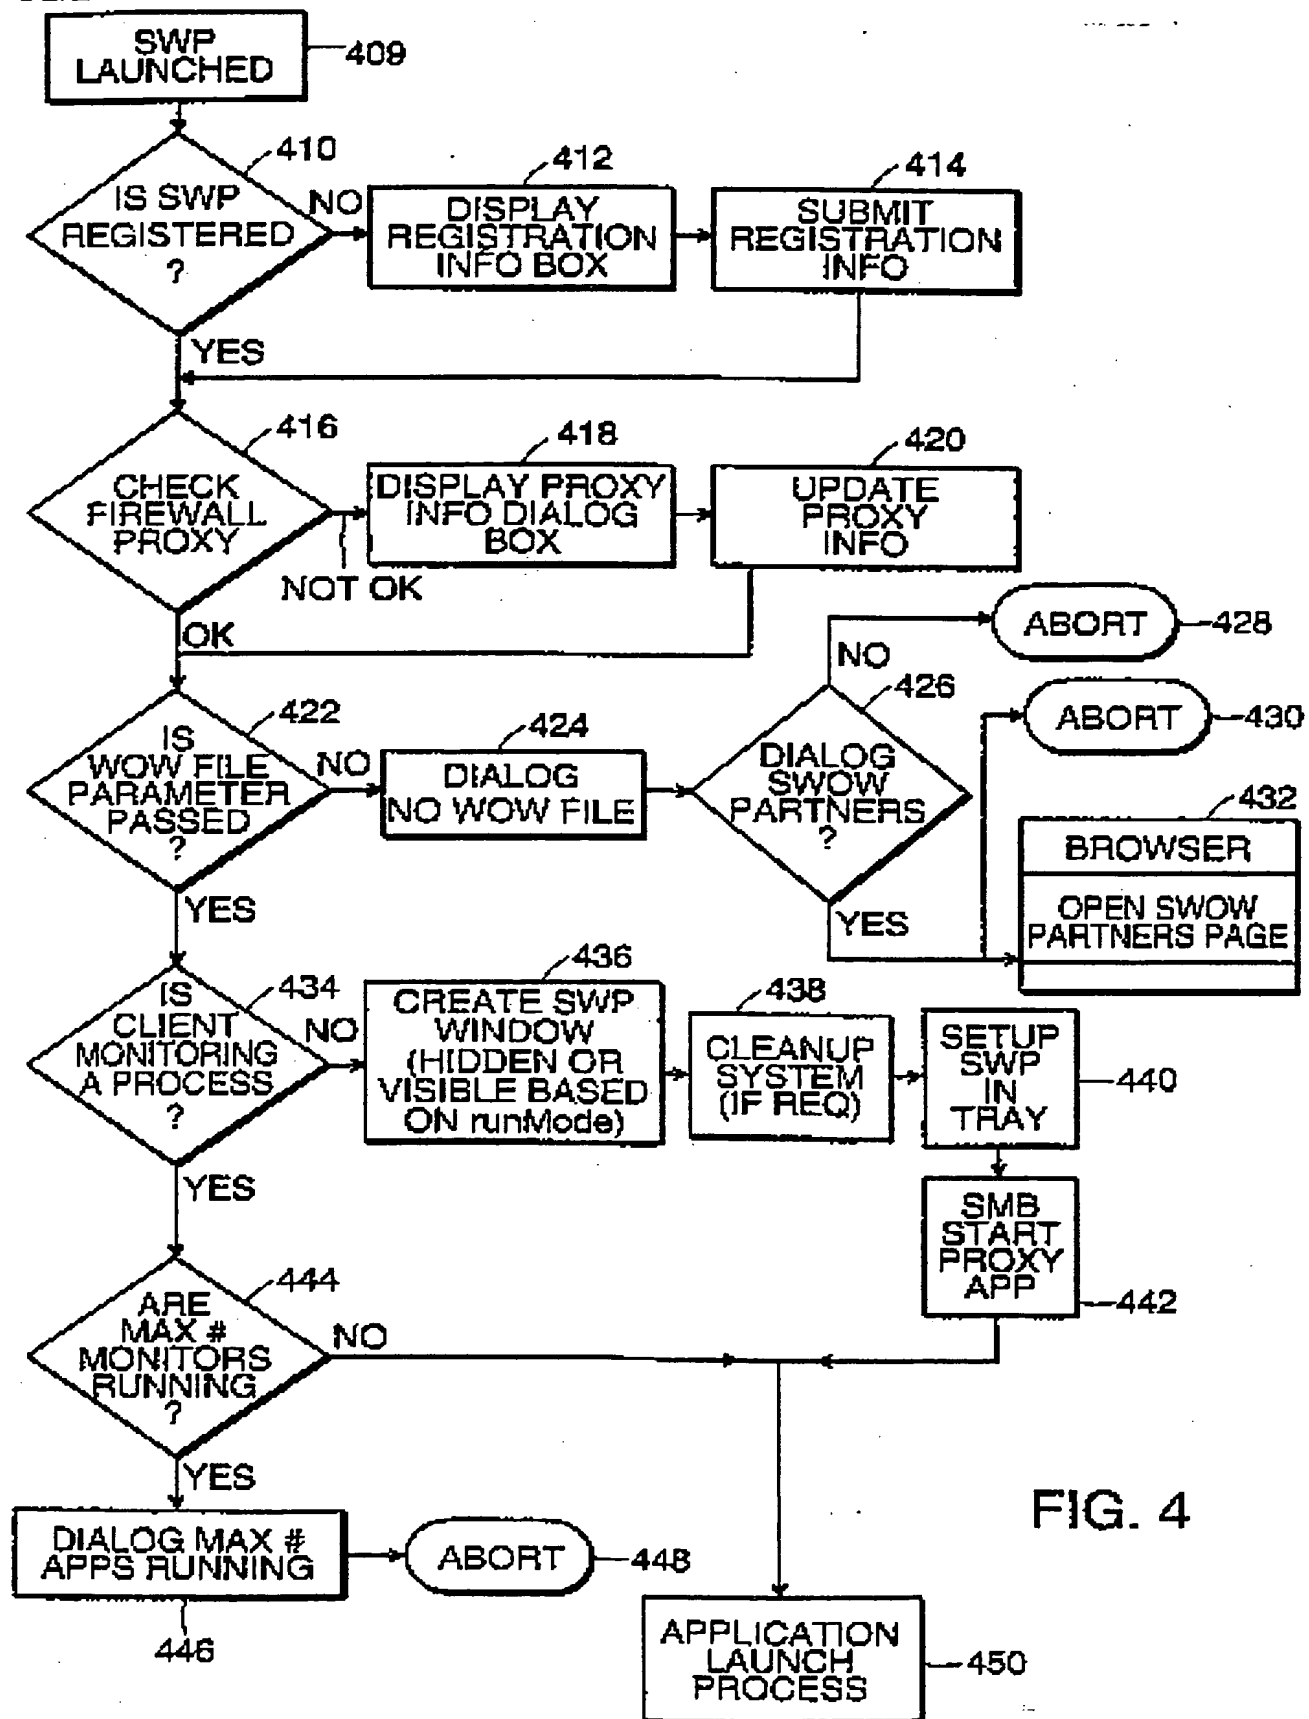 SWP
LAUNCHED
409
410
IS SWP
REGISTERED
?
NO
412
DISPLAY
REGISTRATION
INFO BOX
414
SUBMIT
REGISTRATION
INFO
YES
416
CHECK
FIREWALL
PROXY
NOT OK
418
DISPLAY PROXY
INFO DIALOG
BOX
420
UPDATE
PROXY
INFO
OK
422
IS
WOW FILE
PARAMETER
PASSED
?
NO
424
DIALOG
NO WOW FILE
426
DIALOG
SWOW
PARTNERS
?
NO
ABORT
428
ABORT
430
YES
432
BROWSER
OPEN SWOW
PARTNERS PAGE
YES
434
IS
CLIENT
MONITORING
A PROCESS
?
NO
436
CREATE SWP
WINDOW
(HIDDEN OR
VISIBLE BASED
ON runMode)
438
CLEANUP
SYSTEM
(IF REQ)
SETUP
SWP
IN
TRAY
440
SMB
START
PROXY
APP
442
YES
444
ARE
MAX #
MONITORS
RUNNING
?
NO
YES
DIALOG MAX #
APPS RUNNING
446
ABORT
448
APPLICATION
LAUNCH
PROCESS
450
FIG. 4